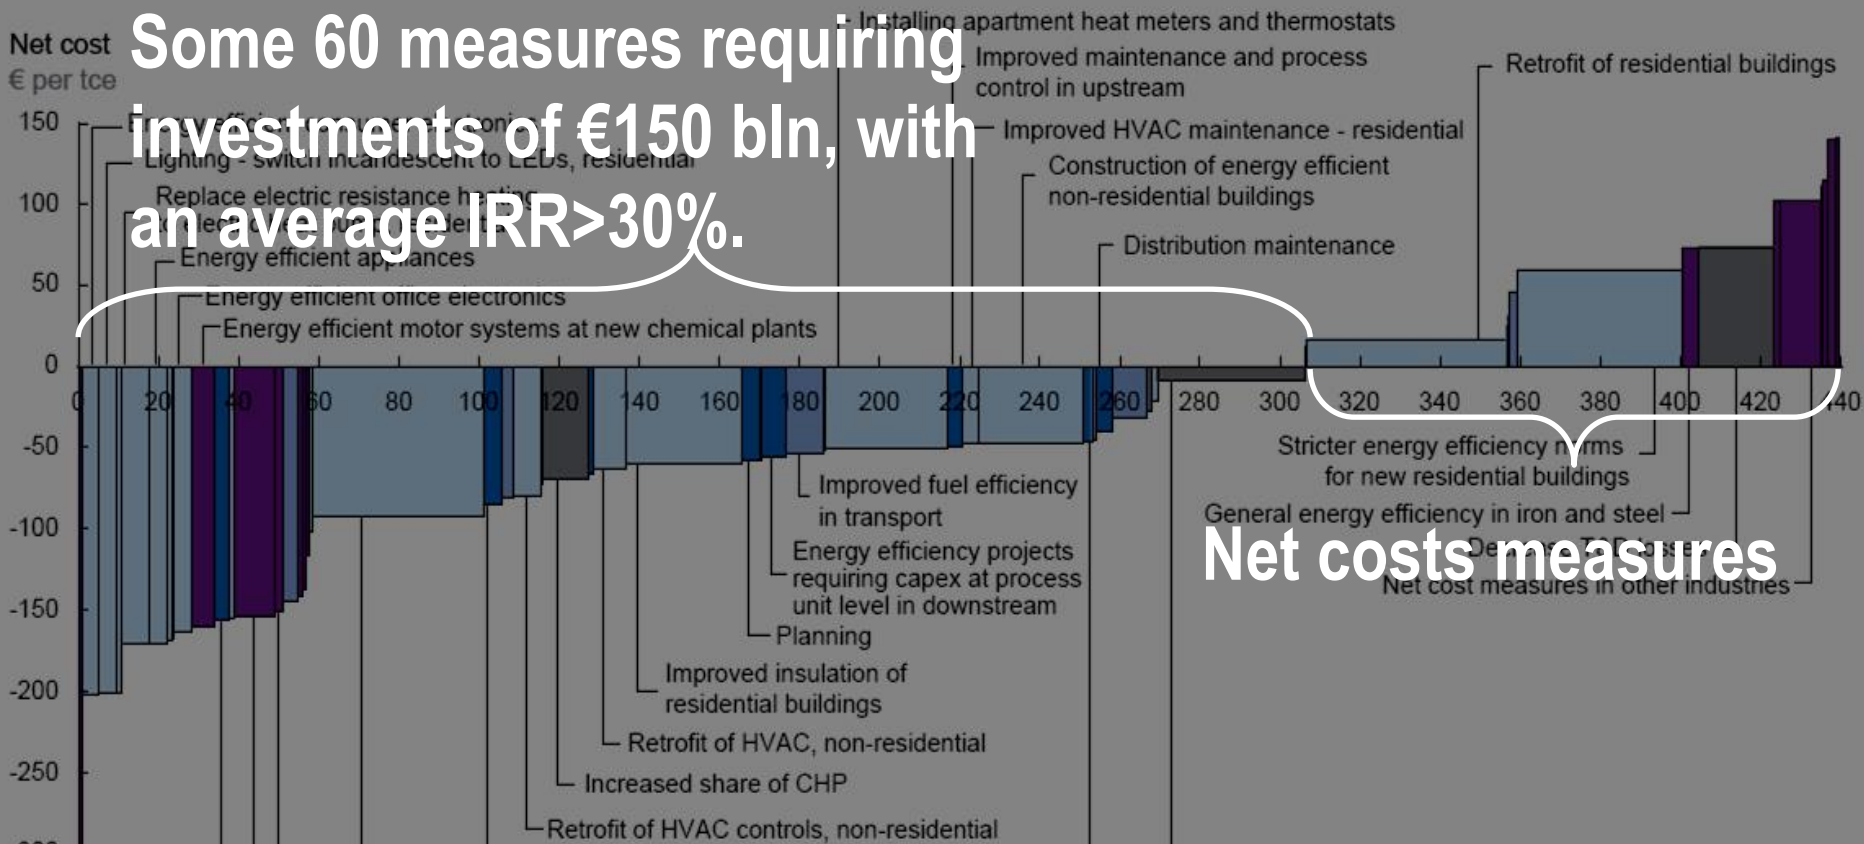 Some 60 measures requiring
investments of €150 bln, with
an average IRR>30%.
Net cost
€ per tce
150
100
50
0
-50
-100
-150
-200
-250
Installing apartment heat meters and thermostats
Improved maintenance and process
control in upstream
Retrofit of residential buildings
Improved HVAC maintenance - residential
Construction of energy efficient
non-residential buildings
Distribution maintenance
Lighting - switch incandescent to LEDs, residential
Replace electric resistance heating
Energy efficient appliances
Energy efficient office electronics
Energy efficient motor systems at new chemical plants
0 20 40 60 80 100 120 140 160 180 200 220 240 260 280 300 320 340 360 380 400 420 440
Stricter energy efficiency norms
for new residential buildings
General energy efficiency in iron and steel
Net costs measures
Net cost measures in other industries
Improved fuel efficiency
in transport
Energy efficiency projects
requiring capex at process
unit level in downstream
Planning
Improved insulation of
residential buildings
Retrofit of HVAC, non-residential
Increased share of CHP
Retrofit of HVAC controls, non-residential